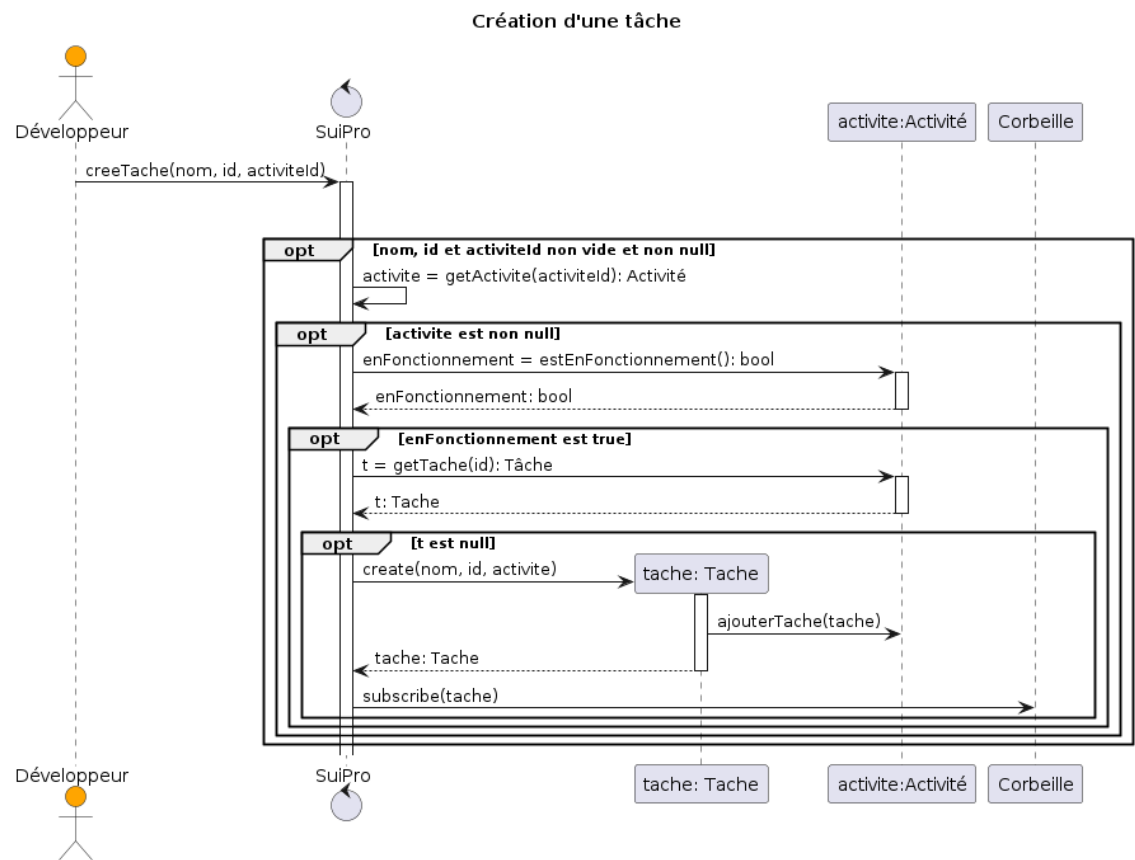 Création d'une tâche
Développeur
SuiPro
activite:Activité
Corbeille
creeTache(nom, id, activiteId)
opt [nom, id et activiteId non vide et non null]
activite = getActivite(activiteId): Activité
opt [activite est non null]
enFonctionnement = estEnFonctionnement(): bool
enFonctionnement: bool
opt [enFonctionnement est true]
t = getTache(id): Tâche
t: Tache
opt [t est null]
create(nom, id, activite)
tache: Tache
ajouterTache(tache)
tache: Tache
subscribe(tache)
Développeur
SuiPro
tache: Tache
activite:Activité
Corbeille